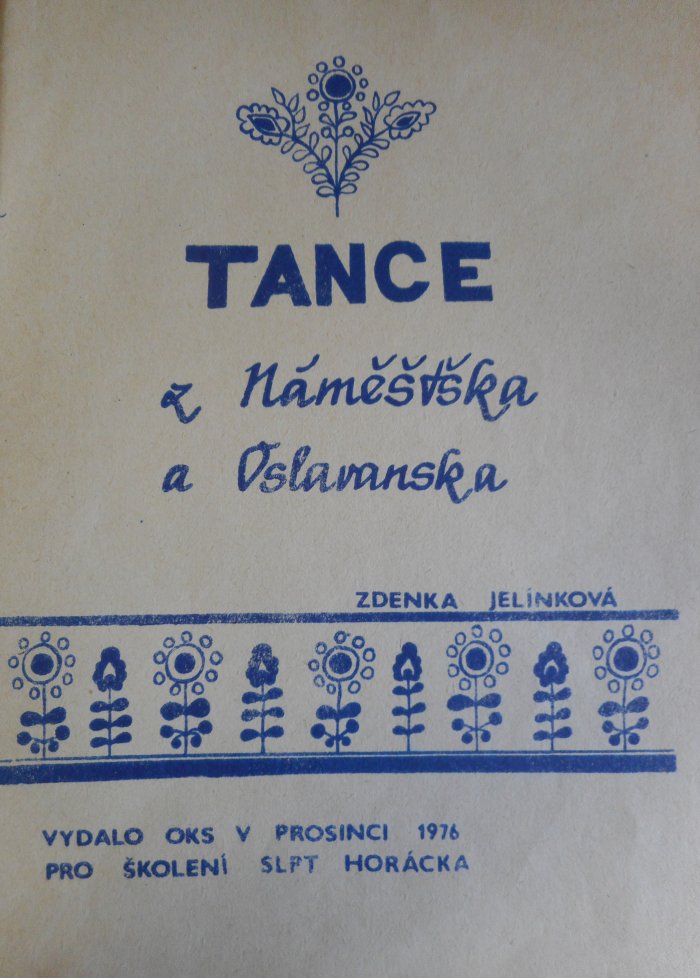 TANCE
z Náměšťska
a Oslavanska
ZDENKA JELÍNKOVÁ
VYDALO OKS V PROSINCI 1976
PRO ŠKOLENÍ SLPT HORÁCKA